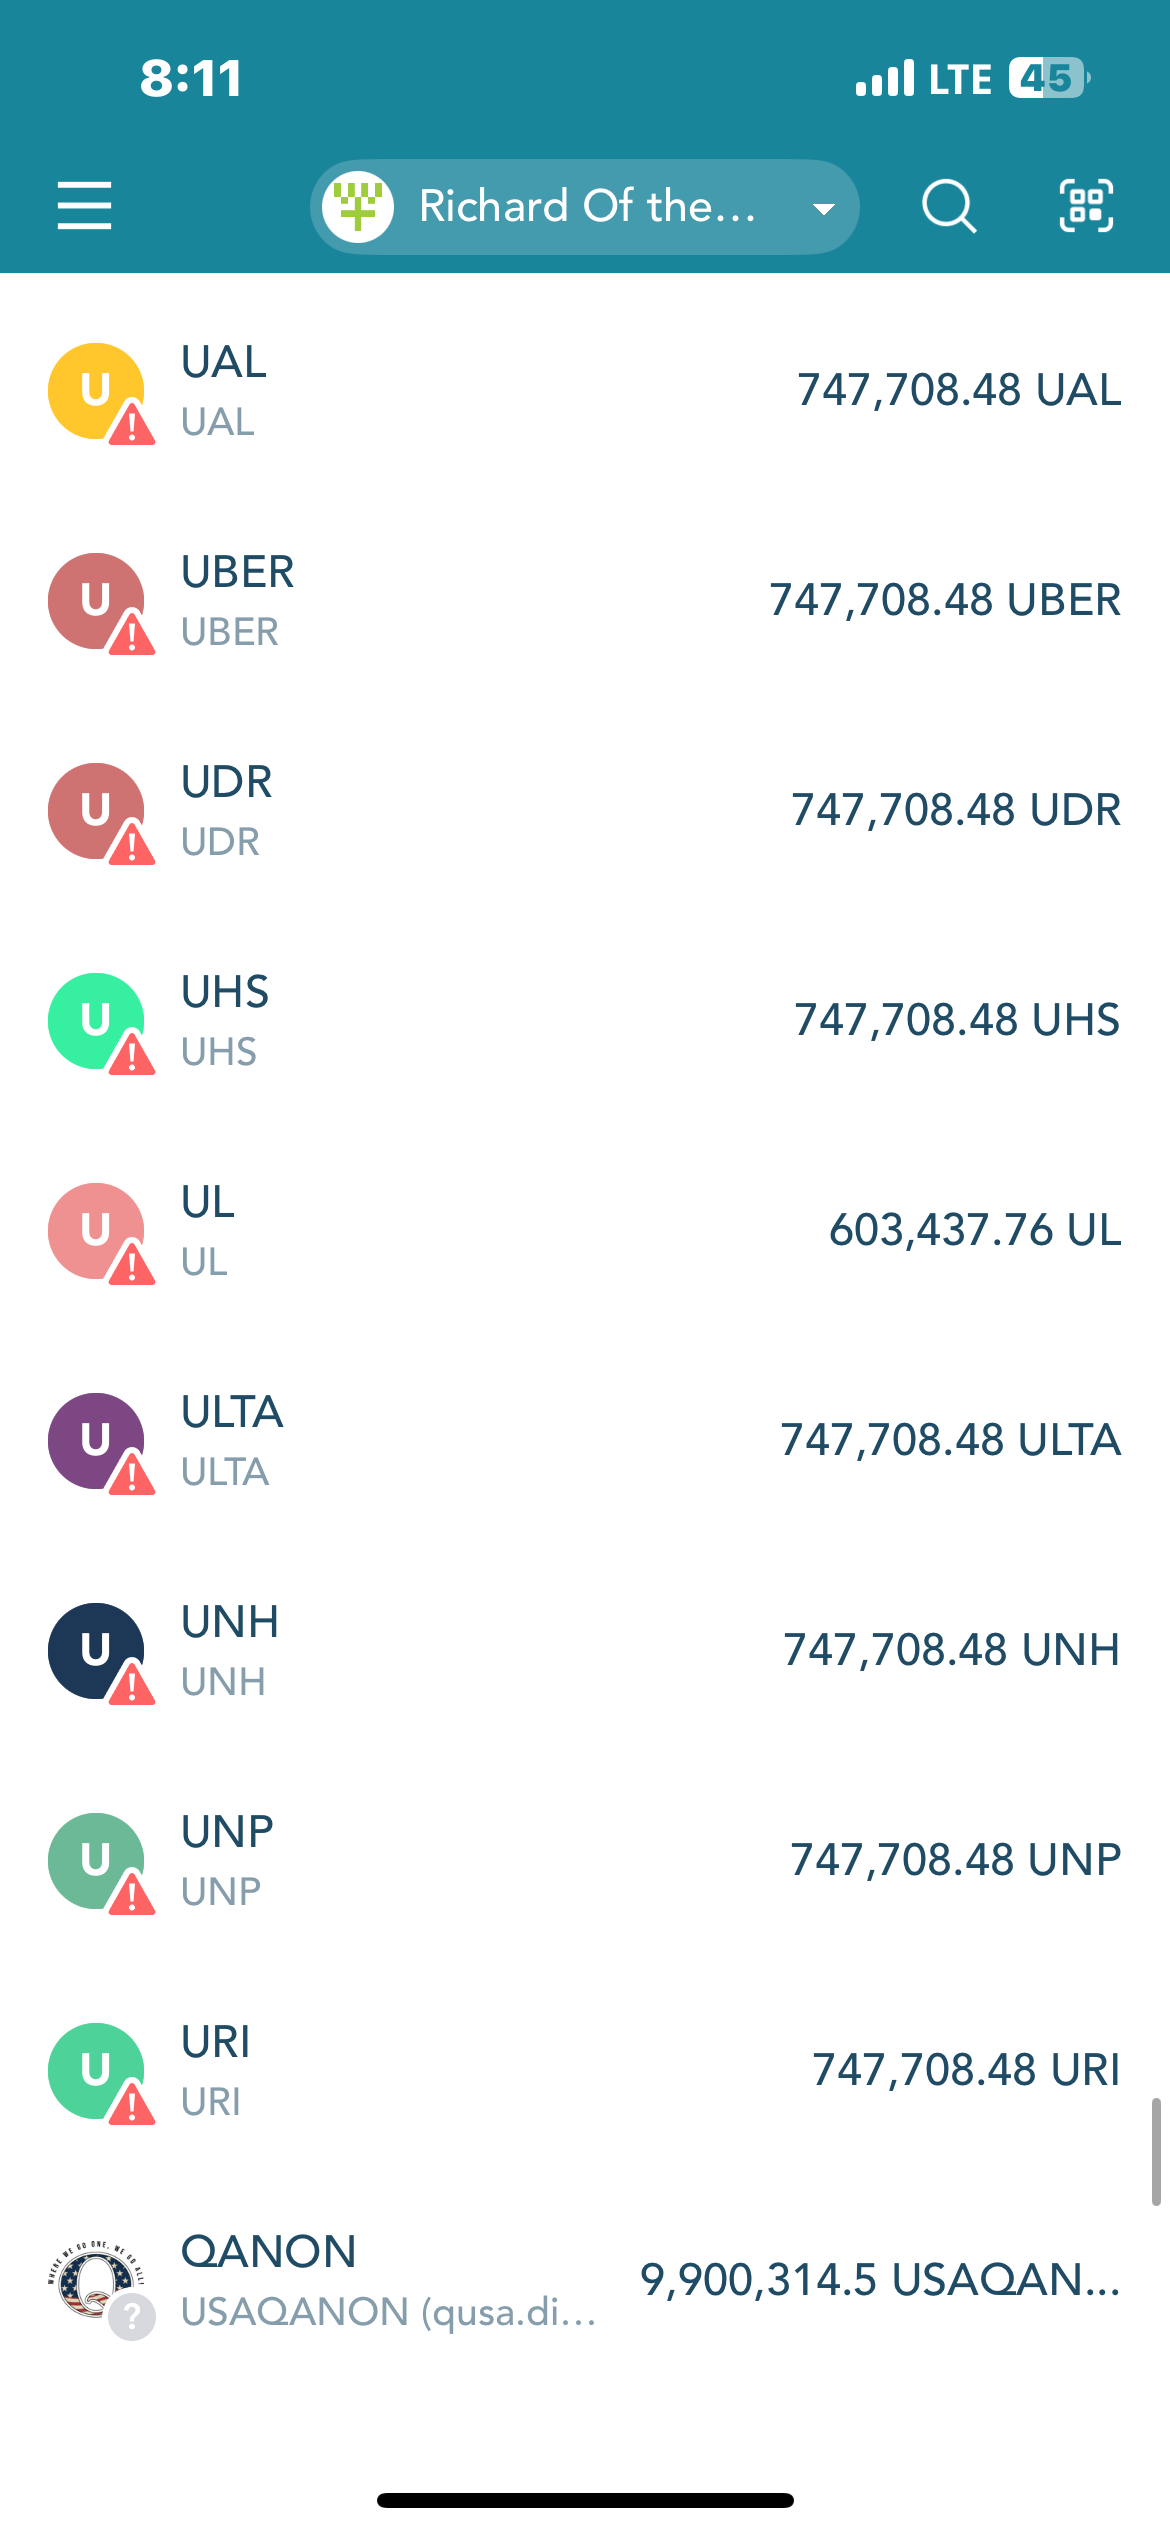 8:11
LTE 45
Richard Of the...
U
UAL
UAL
747,708.48 UAL
U
UBER
UBER
747,708.48 UBER
U
UDR
UDR
747,708.48 UDR
U
UHS
UHS
747,708.48 UHS
U
UL
UL
603,437.76 UL
U
ULTA
ULTA
747,708.48 ULTA
U
UNH
UNH
747,708.48 UNH
U
UNP
UNP
747,708.48 UNP
U
URI
URI
747,708.48 URI
WHERE WE GO ONE, WE GO ALL!
Q
?
QANON
USAQANON (qusa.di...
9,900,314.5 USAQAN...